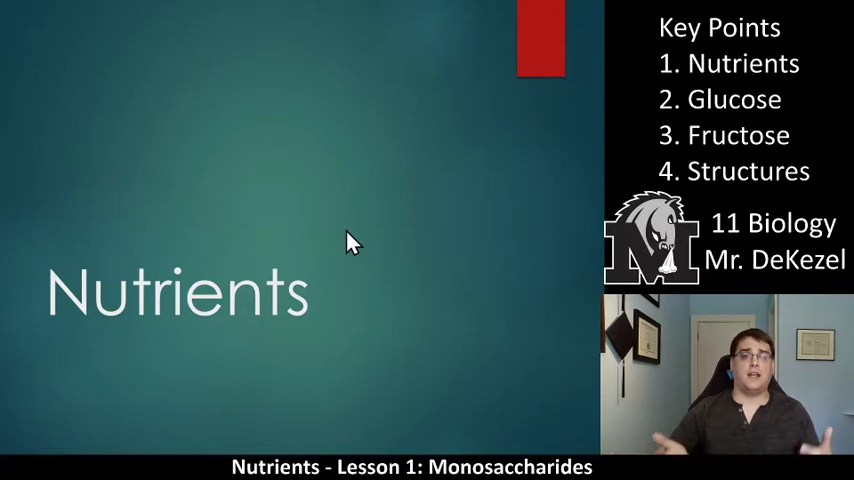 Nutrients
Key Points
1. Nutrients
2. Glucose
3. Fructose
4. Structures
M
11 Biology
Mr. DeKezel
Nutrients - Lesson 1: Monosaccharides